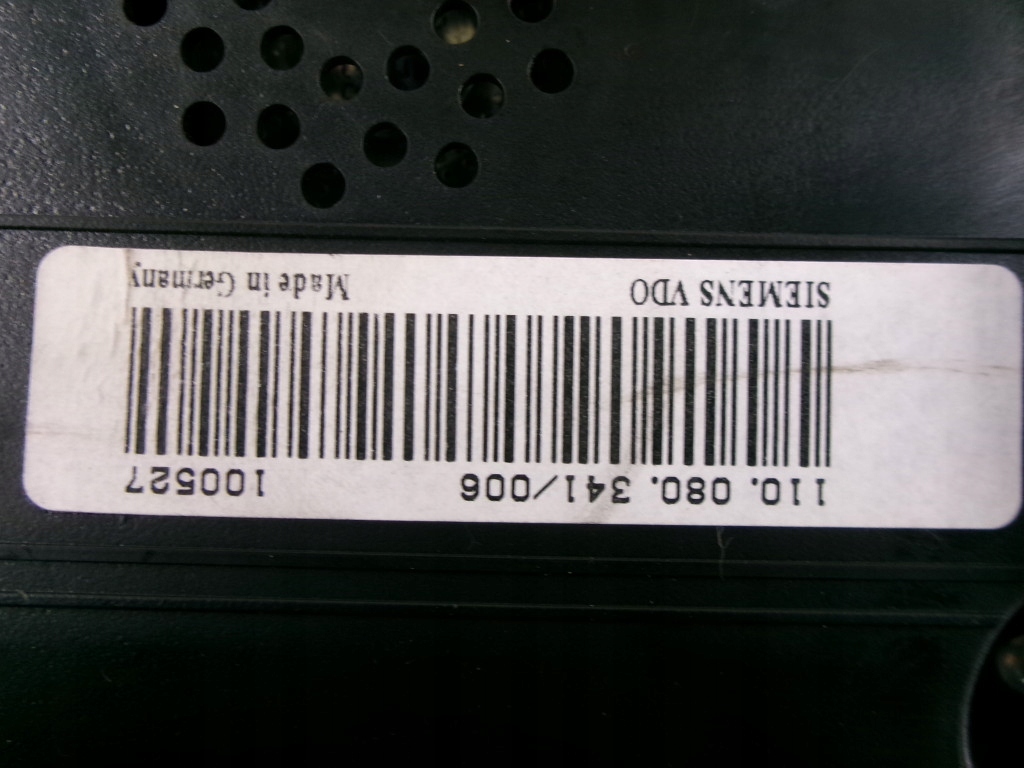 110. 080. 341/006 100527
SIEMENS VDO Made in Germany